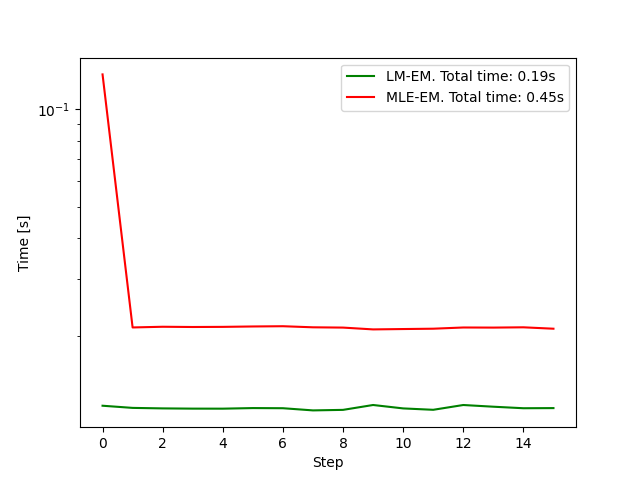 LM-EM. Total time: 0.19s
MLE-EM. Total time: 0.45s
10⁻¹
Time [s]
0 2 4 6 8 10 12 14
Step